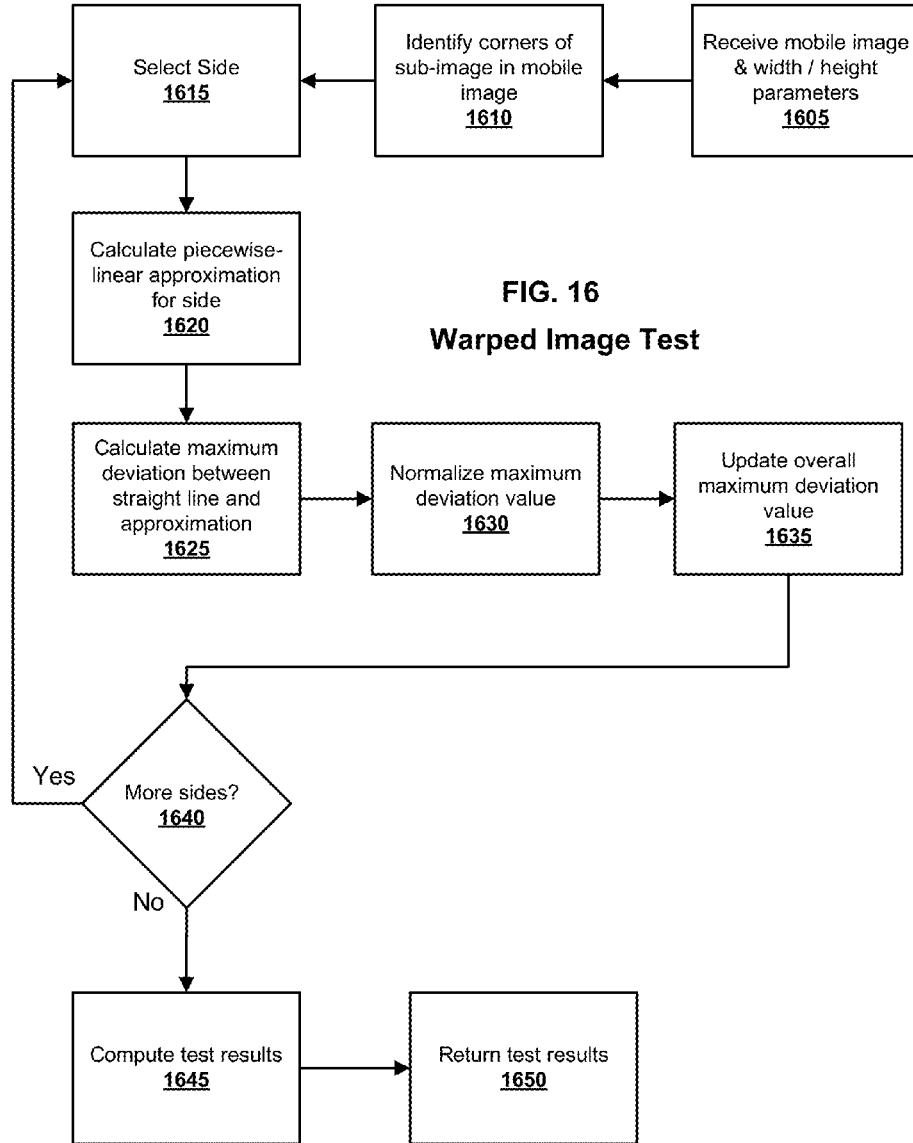 Select Side
1615
Identify corners of
sub-image in mobile
image
1610
Receive mobile image
& width / height
parameters
1605
Calculate piecewise-
linear approximation
for side
1620
FIG. 16
Warped Image Test
Calculate maximum
deviation between
straight line and
approximation
1625
Normalize maximum
deviation value
1630
Update overall
maximum deviation
value
1635
Yes
More sides?
1640
No
Compute test results
1645
Return test results
1650